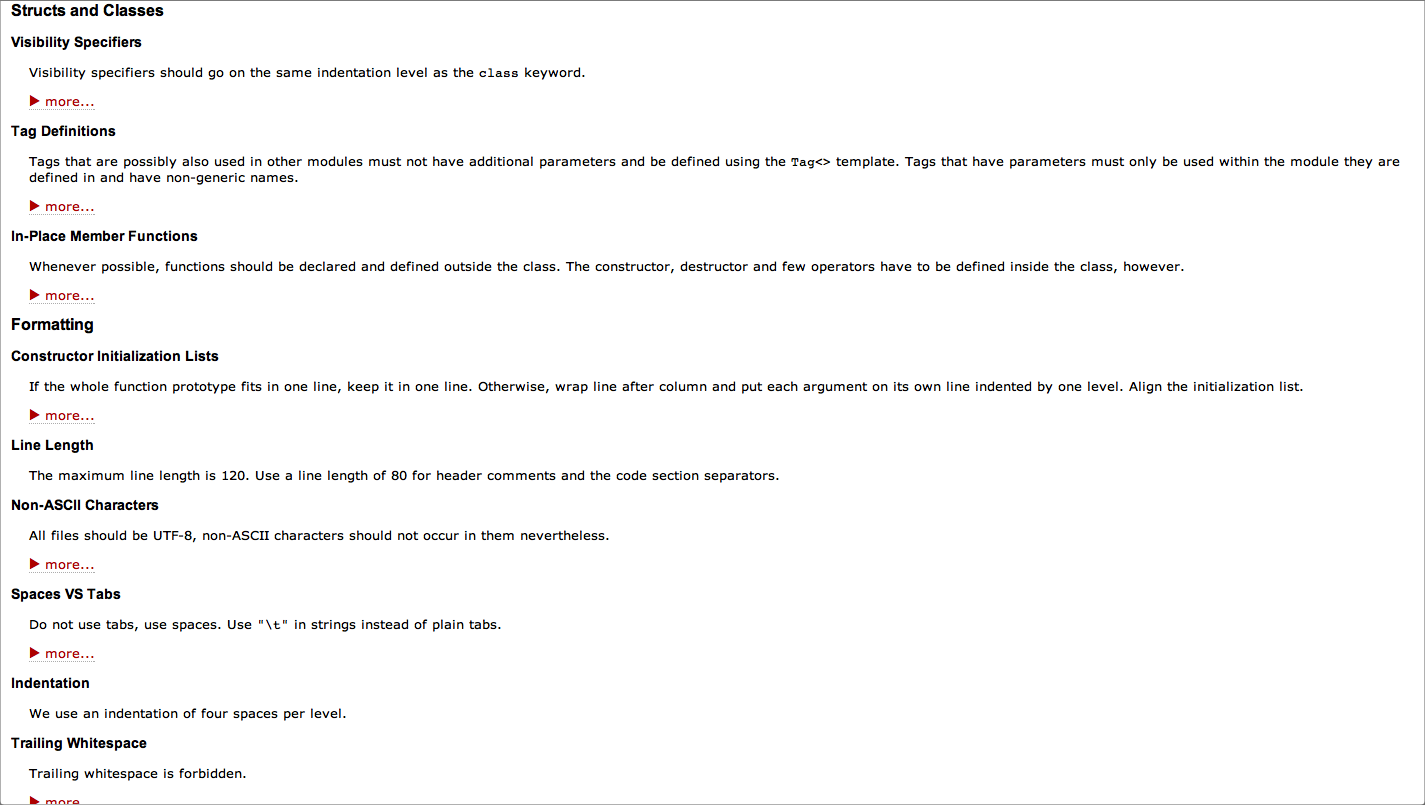 Structs and Classes
Visibility Specifiers
Visibility specifiers should go on the same indentation level as the class keyword.
▶ more...
Tag Definitions
Tags that are possibly also used in other modules must not have additional parameters and be defined using the Tag<> template. Tags that have parameters must only be used within the module they are
defined in and have non-generic names.
▶ more...
In-Place Member Functions
Whenever possible, functions should be declared and defined outside the class. The constructor, destructor and few operators have to be defined inside the class, however.
▶ more...
Formatting
Constructor Initialization Lists
If the whole function prototype fits in one line, keep it in one line. Otherwise, wrap line after column and put each argument on its own line indented by one level. Align the initialization list.
▶ more...
Line Length
The maximum line length is 120. Use a line length of 80 for header comments and the code section separators.
Non-ASCII Characters
All files should be UTF-8, non-ASCII characters should not occur in them nevertheless.
▶ more...
Spaces VS Tabs
Do not use tabs, use spaces. Use "\t" in strings instead of plain tabs.
▶ more...
Indentation
We use an indentation of four spaces per level.
Trailing Whitespace
Trailing whitespace is forbidden.
▶ more